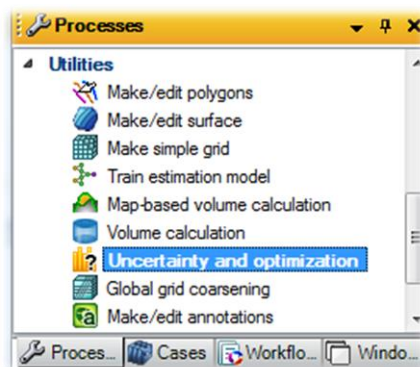 Processes
Utilities
Make/edit polygons
Make/edit surface
Make simple grid
Train estimation model
Map-based volume calculation
Volume calculation
Uncertainty and optimization
Global grid coarsening
Make/edit annotations
Proces... Cases Workflo... Windo...